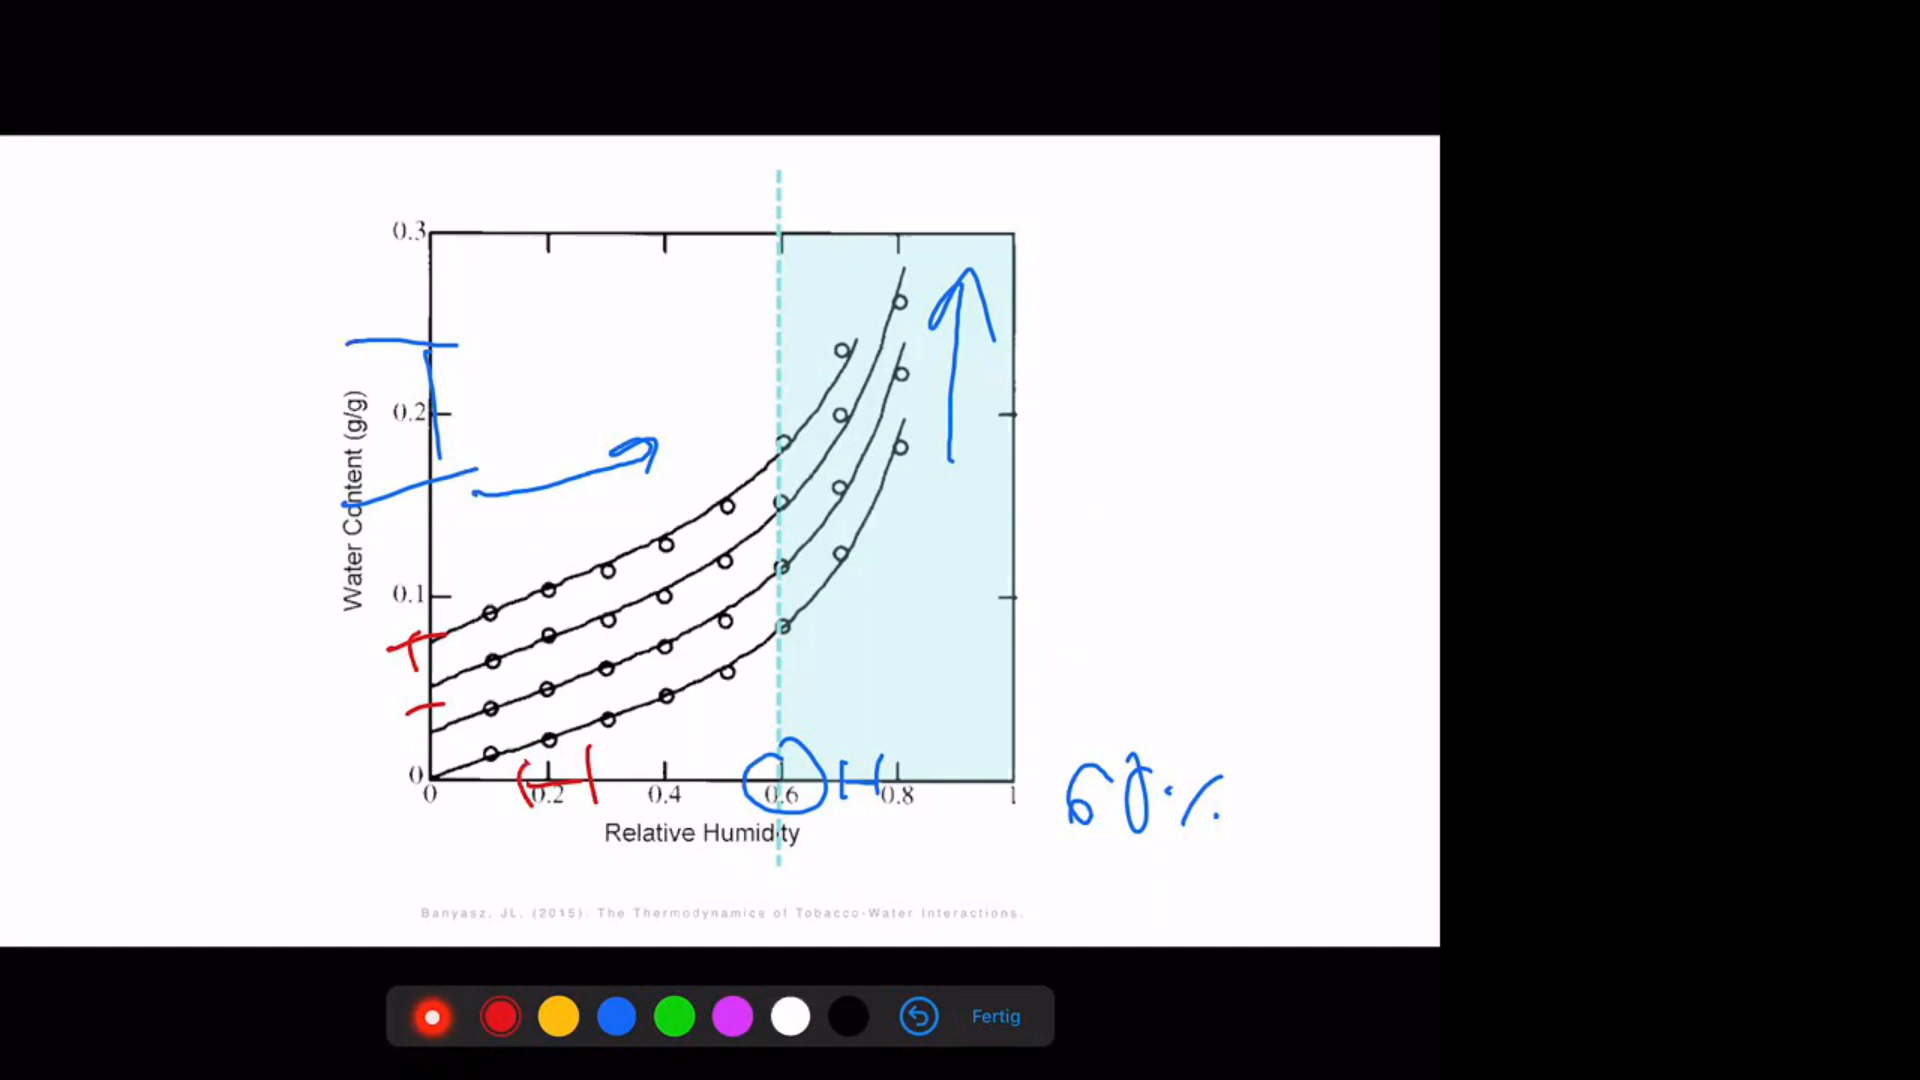 0.3
0.2
0.1
0
0 0.2 0.4 0.6 0.8 1
Water Content (g/g)
Relative Humidity
60%
Banyasz, JL. (2015). The Thermodynamics of Tobacco-Water Interactions.
Fertig